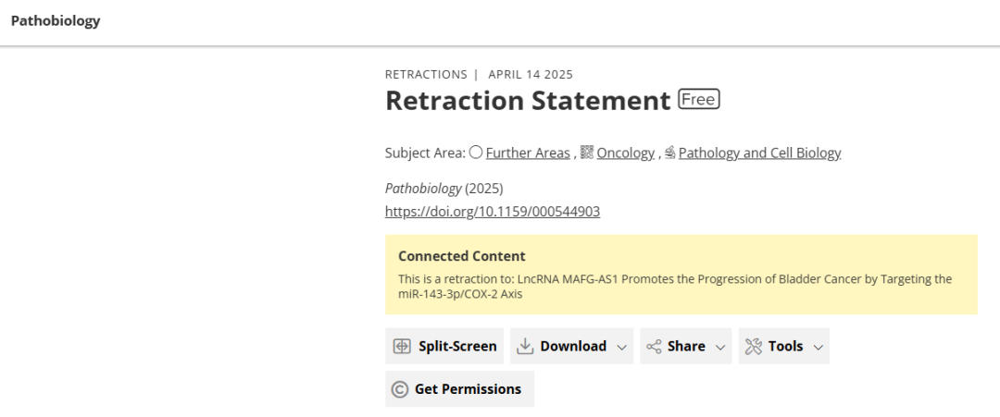 Pathobiology
RETRACTIONS | APRIL 14 2025
Retraction Statement Free
Subject Area: Further Areas , Oncology , Pathology and Cell Biology
Pathobiology (2025)
https://doi.org/10.1159/000544903
Connected Content
This is a retraction to: LncRNA MAFG-AS1 Promotes the Progression of Bladder Cancer by Targeting the
miR-143-3p/COX-2 Axis
Split-Screen Download Share Tools
Get Permissions